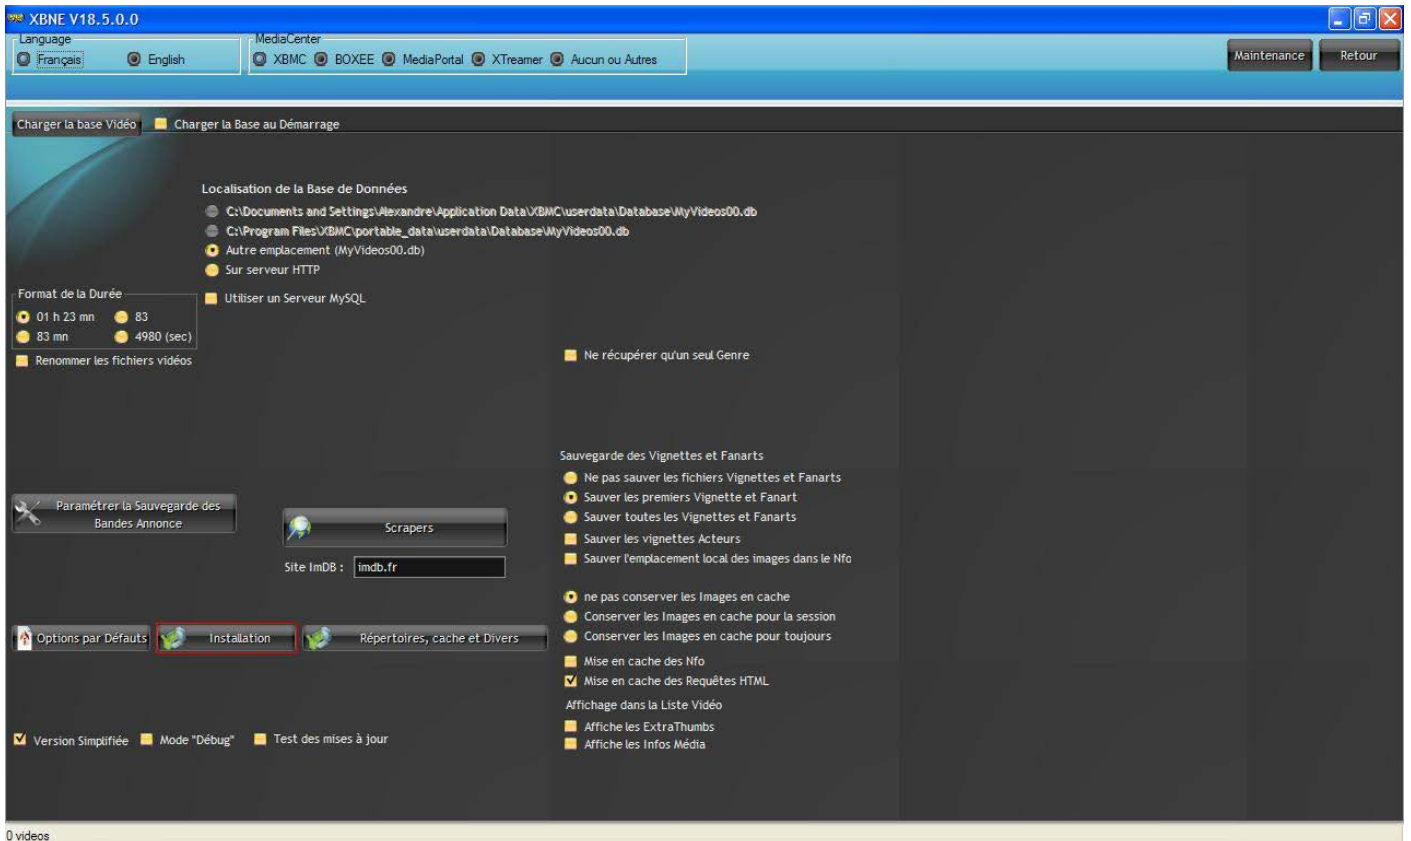 XBNE V18.5.0.0
Language
Français English
MediaCenter
XBMC BOXEE MediaPortal XTreamer Aucun ou Autres
Maintenance Retour
Charger la base Vidéo Charger la Base au Démarrage
Localisation de la Base de Données
C:\Documents and Settings\Alexandre\Application Data\XBMC\userdata\Database\MyVideos00.db
C:\Program Files\XBMC\portable_data\userdata\Database\MyVideos00.db
Autre emplacement (MyVideos00.db)
Sur serveur HTTP
Utiliser un Serveur MySQL
Format de la Durée
01 h 23 mn 83
83 mn 4980 (sec)
Renommer les fichiers vidéos
Ne récupérer qu'un seul Genre
Sauvegarde des Vignettes et Fanarts
Ne pas sauver les fichiers Vignettes et Fanarts
Sauver les premiers Vignette et Fanart
Sauver toutes les Vignettes et Fanarts
Sauver les vignettes Acteurs
Sauver l'emplacement local des images dans le Nfo
Paramétrer la Sauvegarde des
Bandes Annonce
Scrapers
Site ImDB : imdb.fr
ne pas conserver les Images en cache
Conserver les Images en cache pour la session
Conserver les Images en cache pour toujours
Options par Défauts Installation Répertoires, cache et Divers
Mise en cache des Nfo
Mise en cache des Requêtes HTML
Affichage dans la Liste Vidéo
Affiche les ExtraThumbs
Affiche les Infos Média
Version Simplifiée Mode "Débug" Test des mises à jour
0 videos